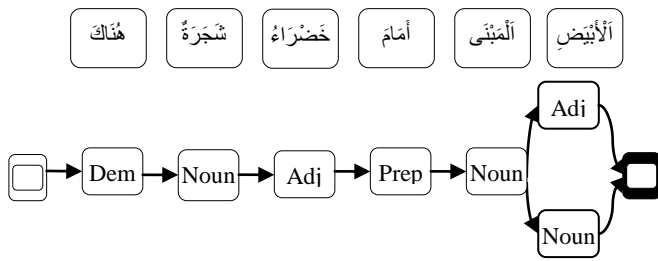 هُنَاكَ شَجَرَةٌ خَضْرَاءُ أَمَامَ اَلْمَبْنَى اَلْأَبْيَضِ
Adj
Dem Noun Adj Prep Noun
Noun